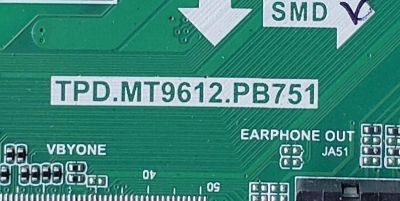 SMD
TPD.MT9612.PB751
VBYONE
EARPHONE OUT
JA51
40
50